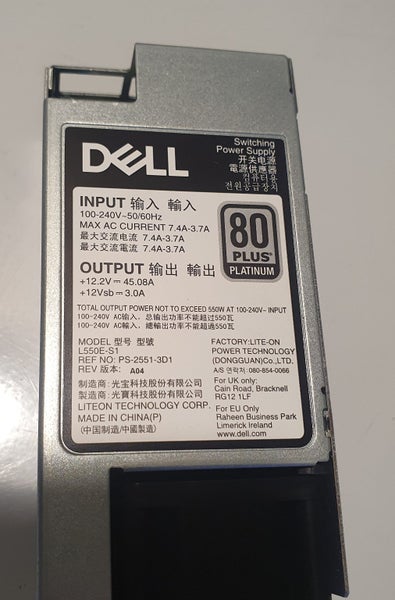 DELL
Switching
Power Supply
开关电源
電源供應器
컴퓨터용
전원공급장치
INPUT 输入 輸入
100-240V~50/60Hz
MAX AC CURRENT 7.4A-3.7A
最大交流电流 7.4A-3.7A
最大交流電流 7.4A-3.7A
80
PLUS
PLATINUM
OUTPUT 输出 輸出
+12.2V⎓ 45.08A
+12Vsb⎓ 3.0A
TOTAL OUTPUT POWER NOT TO EXCEED 550W AT 100-240V~ INPUT
100-240V AC输入, 总输出功率不能超过550瓦
100-240V AC輸入, 總輸出功率不能超過550瓦
MODEL 型号 型號
L550E-S1
REF NO: PS-2551-3D1
REV 版本: A04
制造商: 光宝科技股份有限公司
製造商: 光寶科技股份有限公司
LITEON TECHNOLOGY CORP.
MADE IN CHINA(P)
(中国制造/中國製造)
FACTORY:LITE-ON
POWER TECHNOLOGY
(DONGGUAN)Co.,LTD.
A/S 연락처: 080-854-0066
For UK only:
Cain Road, Bracknell
RG12 1LF
For EU Only
Raheen Business Park
Limerick Ireland
www.dell.com